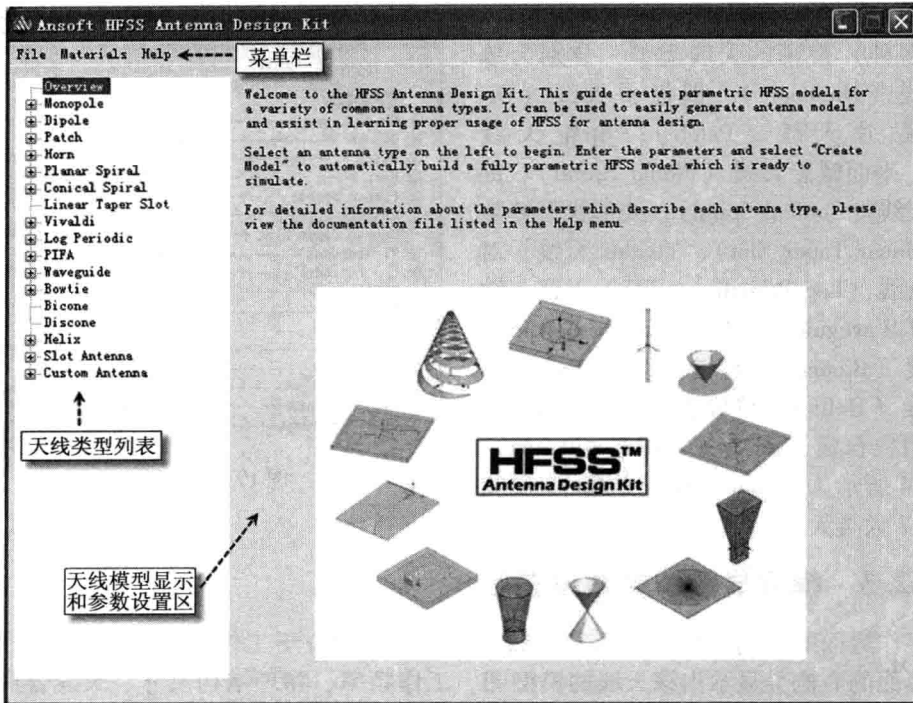 Ansoft HFSS Antenna Design Kit
File Materials Help
菜单栏
Overview
Monopole
Dipole
Patch
Horn
Planar Spiral
Conical Spiral
Linear Taper Slot
Vivaldi
Log Periodic
PIFA
Waveguide
Bowtie
Bicone
Discone
Helix
Slot Antenna
Custom Antenna
天线类型列表
天线模型显示
和参数设置区
Welcome to the HFSS Antenna Design Kit. This guide creates parametric HFSS models for
a variety of common antenna types. It can be used to easily generate antenna models
and assist in learning proper usage of HFSS for antenna design.
Select an antenna type on the left to begin. Enter the parameters and select "Create
Model" to automatically build a fully parametric HFSS model which is ready to
simulate.
For detailed information about the parameters which describe each antenna type, please
view the documentation file listed in the Help menu.
HFSS™
Antenna Design Kit